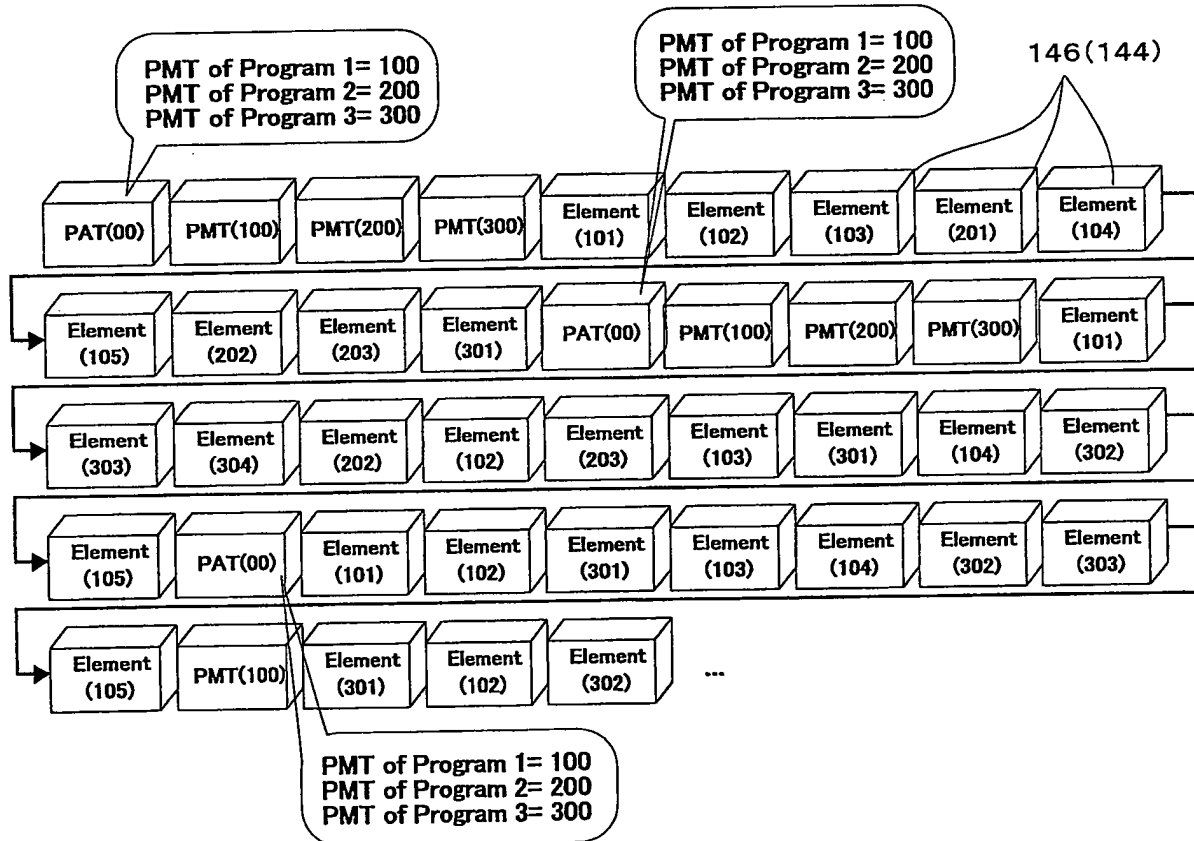 PMT of Program 1= 100
PMT of Program 2= 200
PMT of Program 3= 300
PMT of Program 1= 100
PMT of Program 2= 200
PMT of Program 3= 300
146(144)
PAT(00)
PMT(100)
PMT(200)
PMT(300)
Element
(101)
Element
(102)
Element
(103)
Element
(201)
Element
(104)
Element
(105)
Element
(202)
Element
(203)
Element
(301)
PAT(00)
PMT(100)
PMT(200)
PMT(300)
Element
(101)
Element
(303)
Element
(304)
Element
(202)
Element
(102)
Element
(203)
Element
(103)
Element
(301)
Element
(104)
Element
(302)
Element
(105)
PAT(00)
Element
(101)
Element
(102)
Element
(301)
Element
(103)
Element
(104)
Element
(302)
Element
(303)
Element
(105)
PMT(100)
Element
(301)
Element
(102)
Element
(302)
...
PMT of Program 1= 100
PMT of Program 2= 200
PMT of Program 3= 300